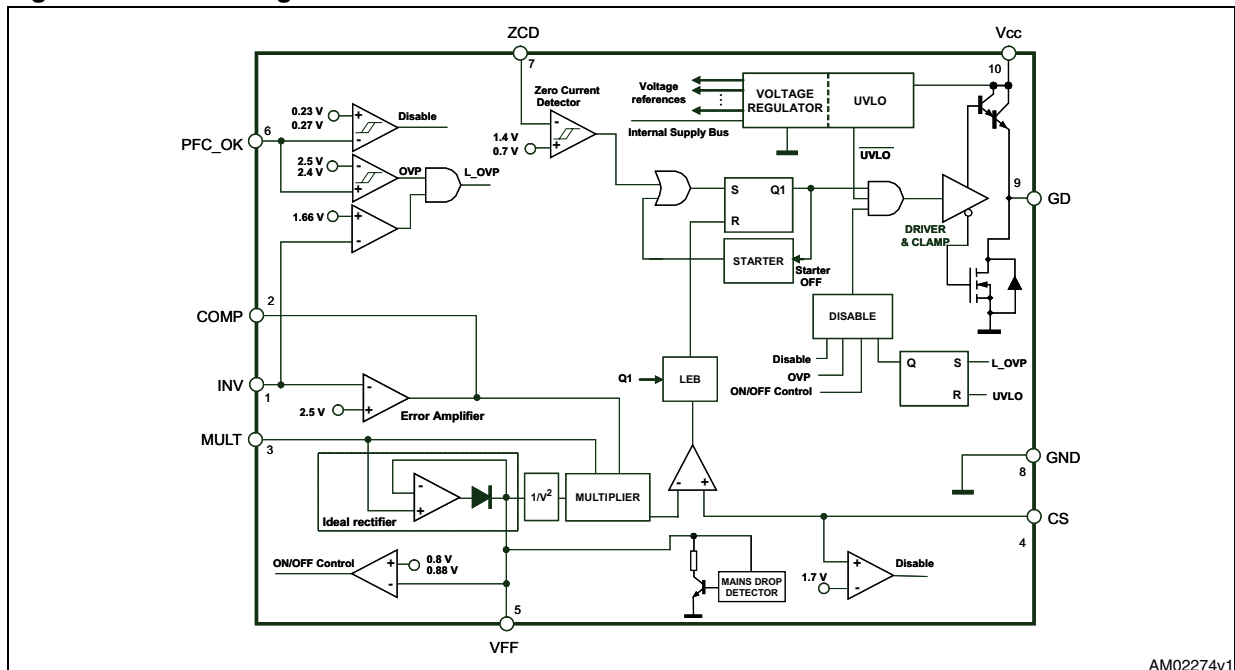 ZCD
Vcc
7
10
Zero Current
Detector
Voltage
references
VOLTAGE
REGULATOR
UVLO
Internal Supply Bus
UVLO
0.23 V
0.27 V
Disable
+
-
6
PFC_OK
2.5 V
2.4 V
-
+
OVP
L_OVP
1.66 V
+
-
1.4 V
0.7 V
-
+
S
Q1
R
STARTER
Starter
OFF
9
GD
DRIVER
& CLAMP
2
COMP
DISABLE
Disable
OVP
ON/OFF Control
Q
S
L_OVP
R
UVLO
Q1
LEB
INV
1
-
+
2.5 V
Error Amplifier
MULT
3
-
+
Ideal rectifier
1/V2
MULTIPLIER
-
+
GND
8
CS
4
ON/OFF Control
+
-
0.8 V
0.88 V
MAINS DROP
DETECTOR
1.7 V
+
-
Disable
5
VFF
AM02274v1